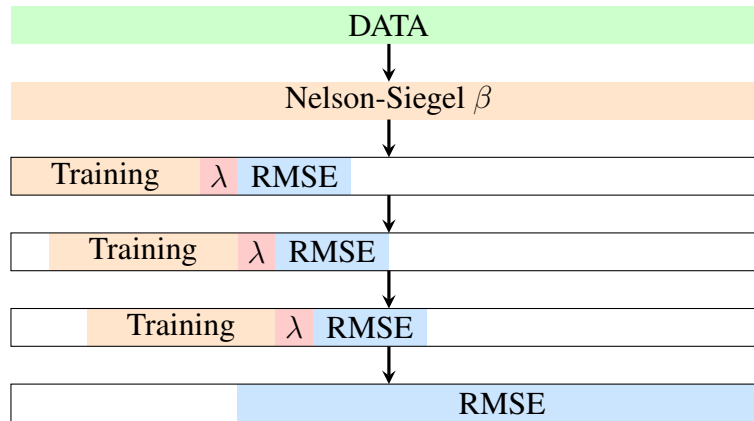 DATA
Nelson-Siegel β
Training λ RMSE
Training λ RMSE
Training λ RMSE
RMSE